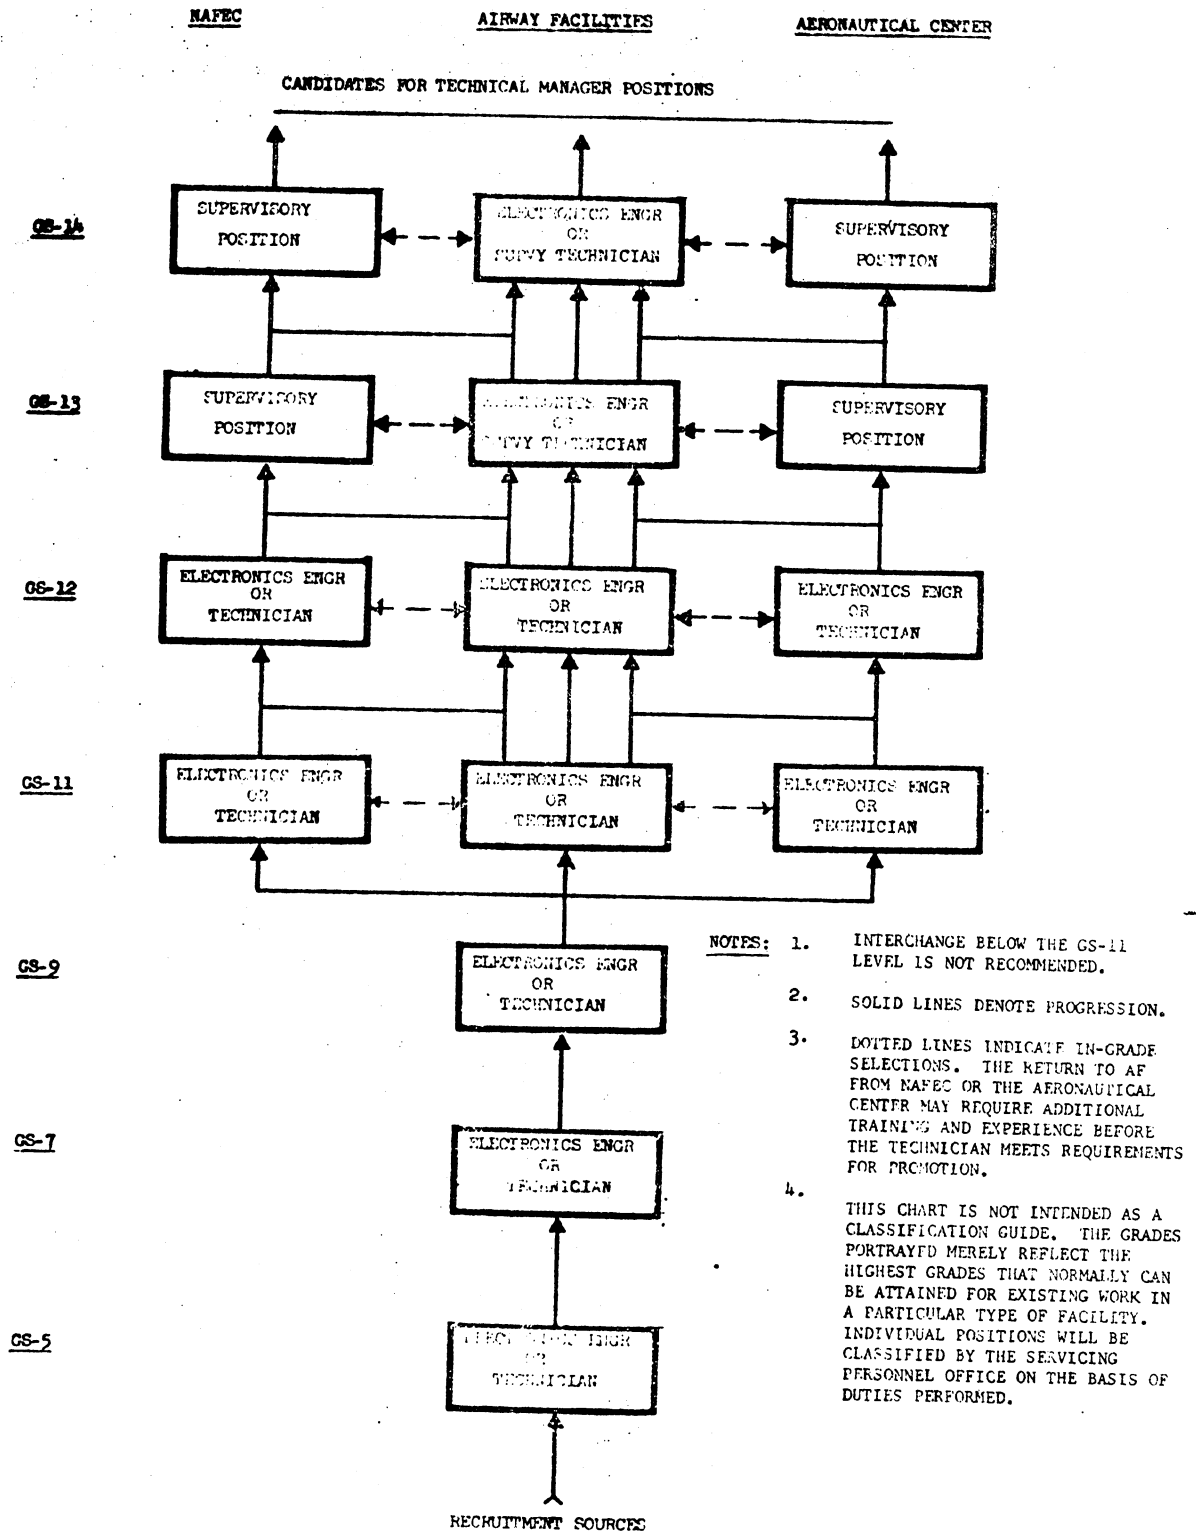 NAFEC
AIRWAY FACILITIES
AERONAUTICAL CENTER
CANDIDATES FOR TECHNICAL MANAGER POSITIONS
GS-14
SUPERVISORY
POSITION
ELECTRONICS ENGR
OR
SUPVY TECHNICIAN
SUPERVISORY
POSITION
GS-13
SUPERVISORY
POSITION
ELECTRONICS ENGR
OR
SUPVY TECHNICIAN
SUPERVISORY
POSITION
GS-12
ELECTRONICS ENGR
OR
TECHNICIAN
ELECTRONICS ENGR
OR
TECHNICIAN
ELECTRONICS ENGR
OR
TECHNICIAN
GS-11
ELECTRONICS ENGR
OR
TECHNICIAN
ELECTRONICS ENGR
OR
TECHNICIAN
ELECTRONICS ENGR
OR
TECHNICIAN
GS-9
ELECTRONICS ENGR
OR
TECHNICIAN
GS-7
ELECTRONICS ENGR
OR
TECHNICIAN
GS-5
ELECTRONICS ENGR
OR
TECHNICIAN
RECRUITMENT SOURCES
NOTES: 1. INTERCHANGE BELOW THE GS-11
LEVEL IS NOT RECOMMENDED.
2. SOLID LINES DENOTE PROGRESSION.
3. DOTTED LINES INDICATE IN-GRADE
SELECTIONS. THE RETURN TO AF
FROM NAFEC OR THE AERONAUTICAL
CENTER MAY REQUIRE ADDITIONAL
TRAINING AND EXPERIENCE BEFORE
THE TECHNICIAN MEETS REQUIREMENTS
FOR PROMOTION.
4. THIS CHART IS NOT INTENDED AS A
CLASSIFICATION GUIDE. THE GRADES
PORTRAYED MERELY REFLECT THE
HIGHEST GRADES THAT NORMALLY CAN
BE ATTAINED FOR EXISTING WORK IN
A PARTICULAR TYPE OF FACILITY.
INDIVIDUAL POSITIONS WILL BE
CLASSIFIED BY THE SERVICING
PERSONNEL OFFICE ON THE BASIS OF
DUTIES PERFORMED.